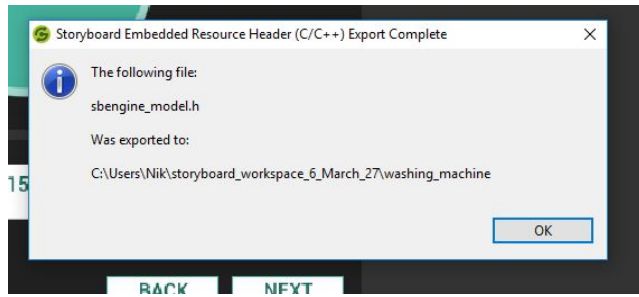 Storyboard Embedded Resource Header (C/C++) Export Complete
The following file:
sbengine_model.h
Was exported to:
C:\Users\Nik\storyboard_workspace_6_March_27\washing_machine
15
OK
BACK NEXT